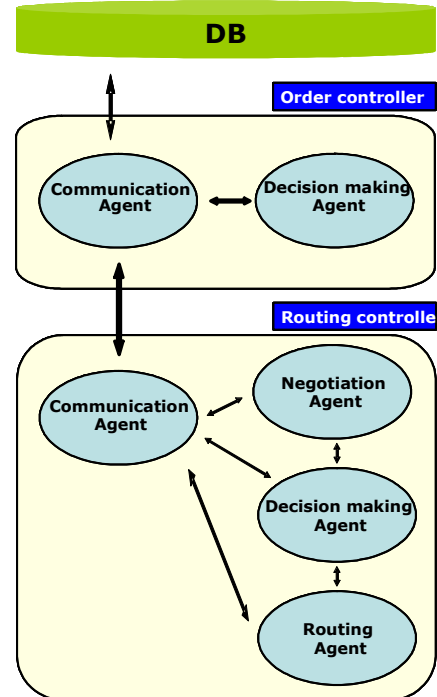 DB
Order controller
Communication
Agent
Decision making
Agent
Routing controlle
Communication
Agent
Negotiation
Agent
Decision making
Agent
Routing
Agent